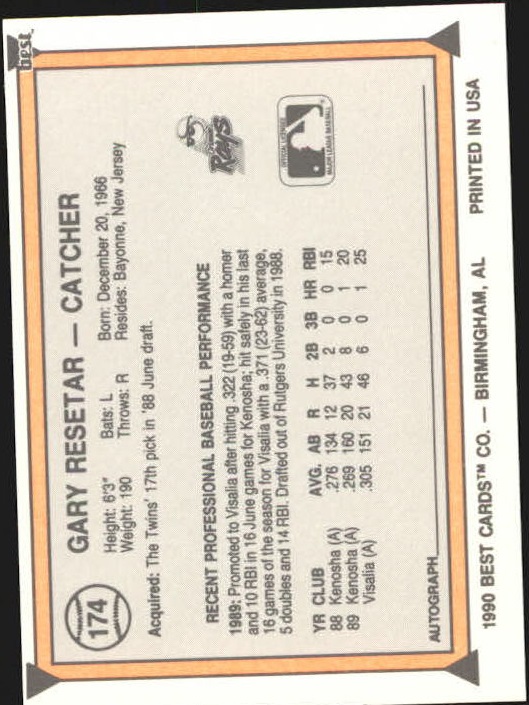 best
174
GARY RESETAR — CATCHER
Height: 6'3" Bats: L Born: December 20, 1966
Weight: 190 Throws: R Resides: Bayonne, New Jersey
Acquired: The Twins' 17th pick in '88 June draft.
Rays
OFFICIAL LICENSEE
MAJOR LEAGUE BASEBALL
RECENT PROFESSIONAL BASEBALL PERFORMANCE
1989: Promoted to Visalia after hitting .322 (19-59) with a homer
and 10 RBI in 16 June games for Kenosha; hit safely in his last
16 games of the season for Visalia with a .371 (23-62) average,
5 doubles and 14 RBI. Drafted out of Rutgers University in 1988.
YR CLUB AVG. AB R H 2B 3B HR RBI
88 Kenosha (A) .276 134 12 37 2 0 0 15
89 Kenosha (A) .269 160 20 43 8 0 1 20
Visalia (A) .305 151 21 46 6 0 1 25
AUTOGRAPH
1990 BEST CARDS™ CO. — BIRMINGHAM, AL PRINTED IN USA